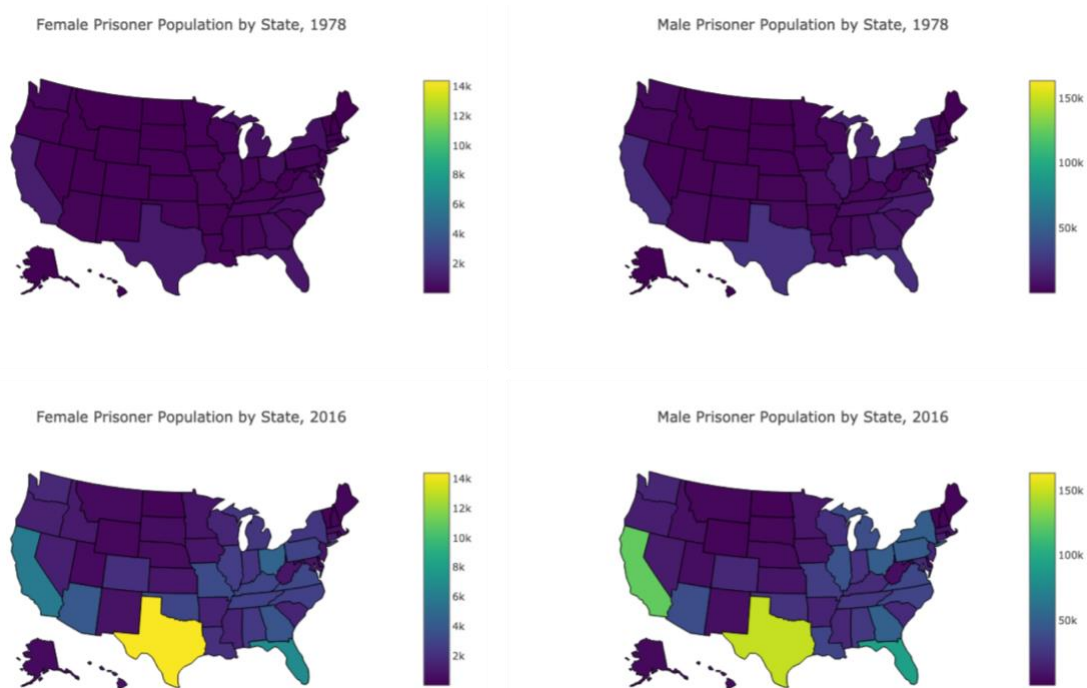 Female Prisoner Population by State, 1978
14k
12k
10k
8k
6k
4k
2k
Male Prisoner Population by State, 1978
150k
100k
50k
Female Prisoner Population by State, 2016
14k
12k
10k
8k
6k
4k
2k
Male Prisoner Population by State, 2016
150k
100k
50k